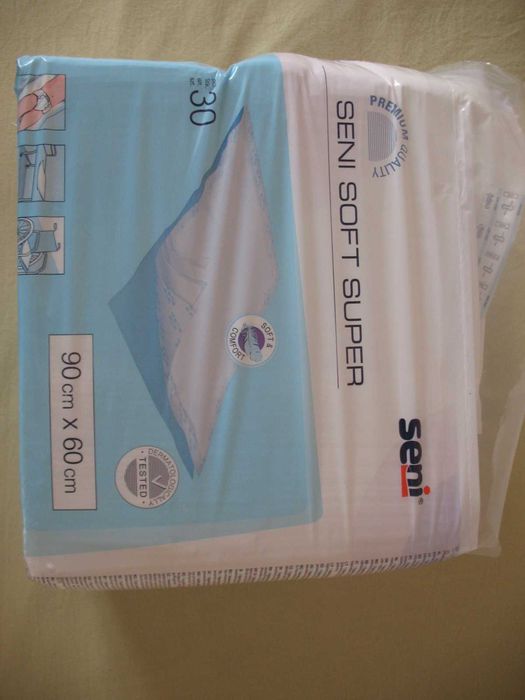 seni®
PREMIUM QUALITY
SENI SOFT SUPER
30
SOFT &
COMFORT
90 cm x 60 cm
DERMATOLOGICALLY
TESTED